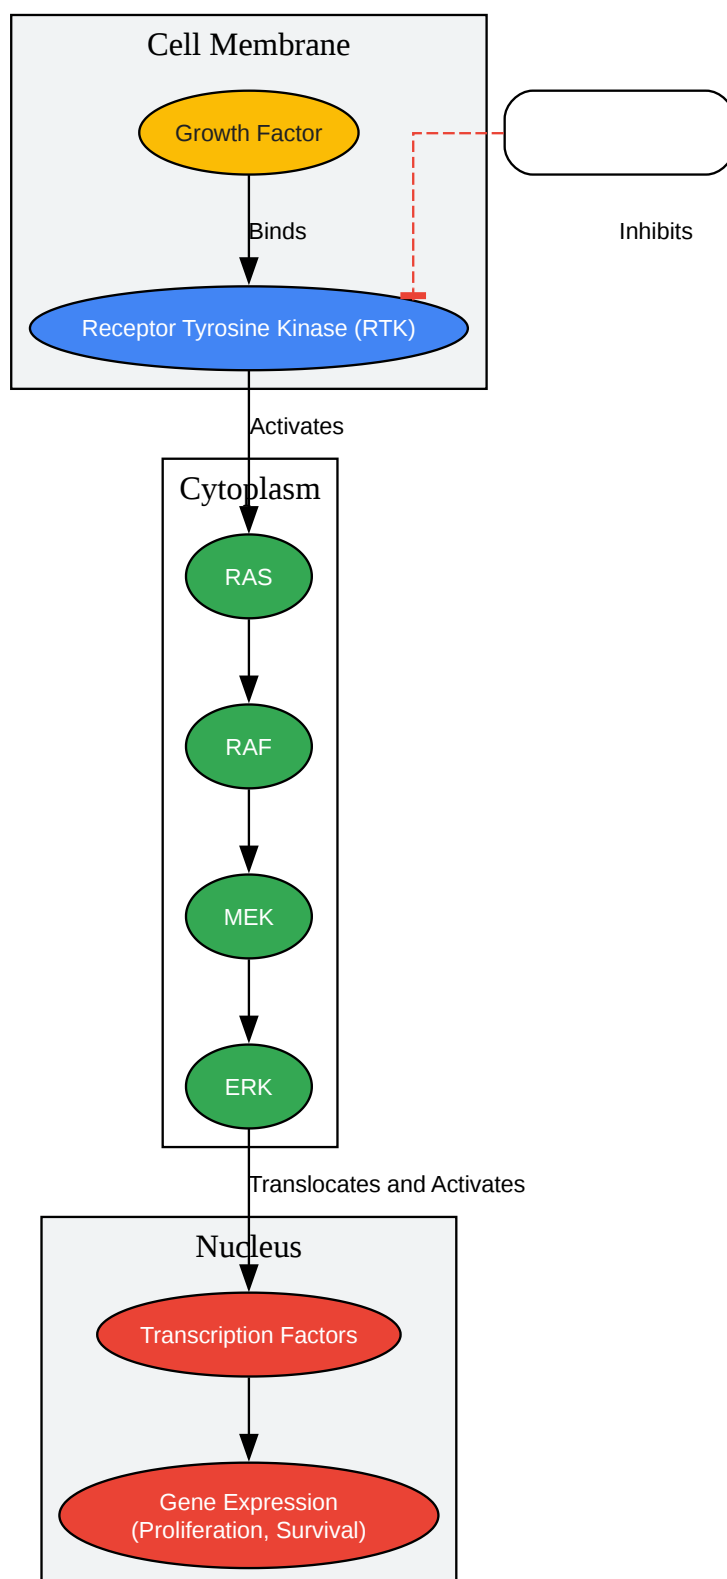 Cell Membrane
Growth Factor
Binds
Inhibits
Receptor Tyrosine Kinase (RTK)
Activates
Cytoplasm
RAS
RAF
MEK
ERK
Translocates and Activates
Nucleus
Transcription Factors
Gene Expression
(Proliferation, Survival)